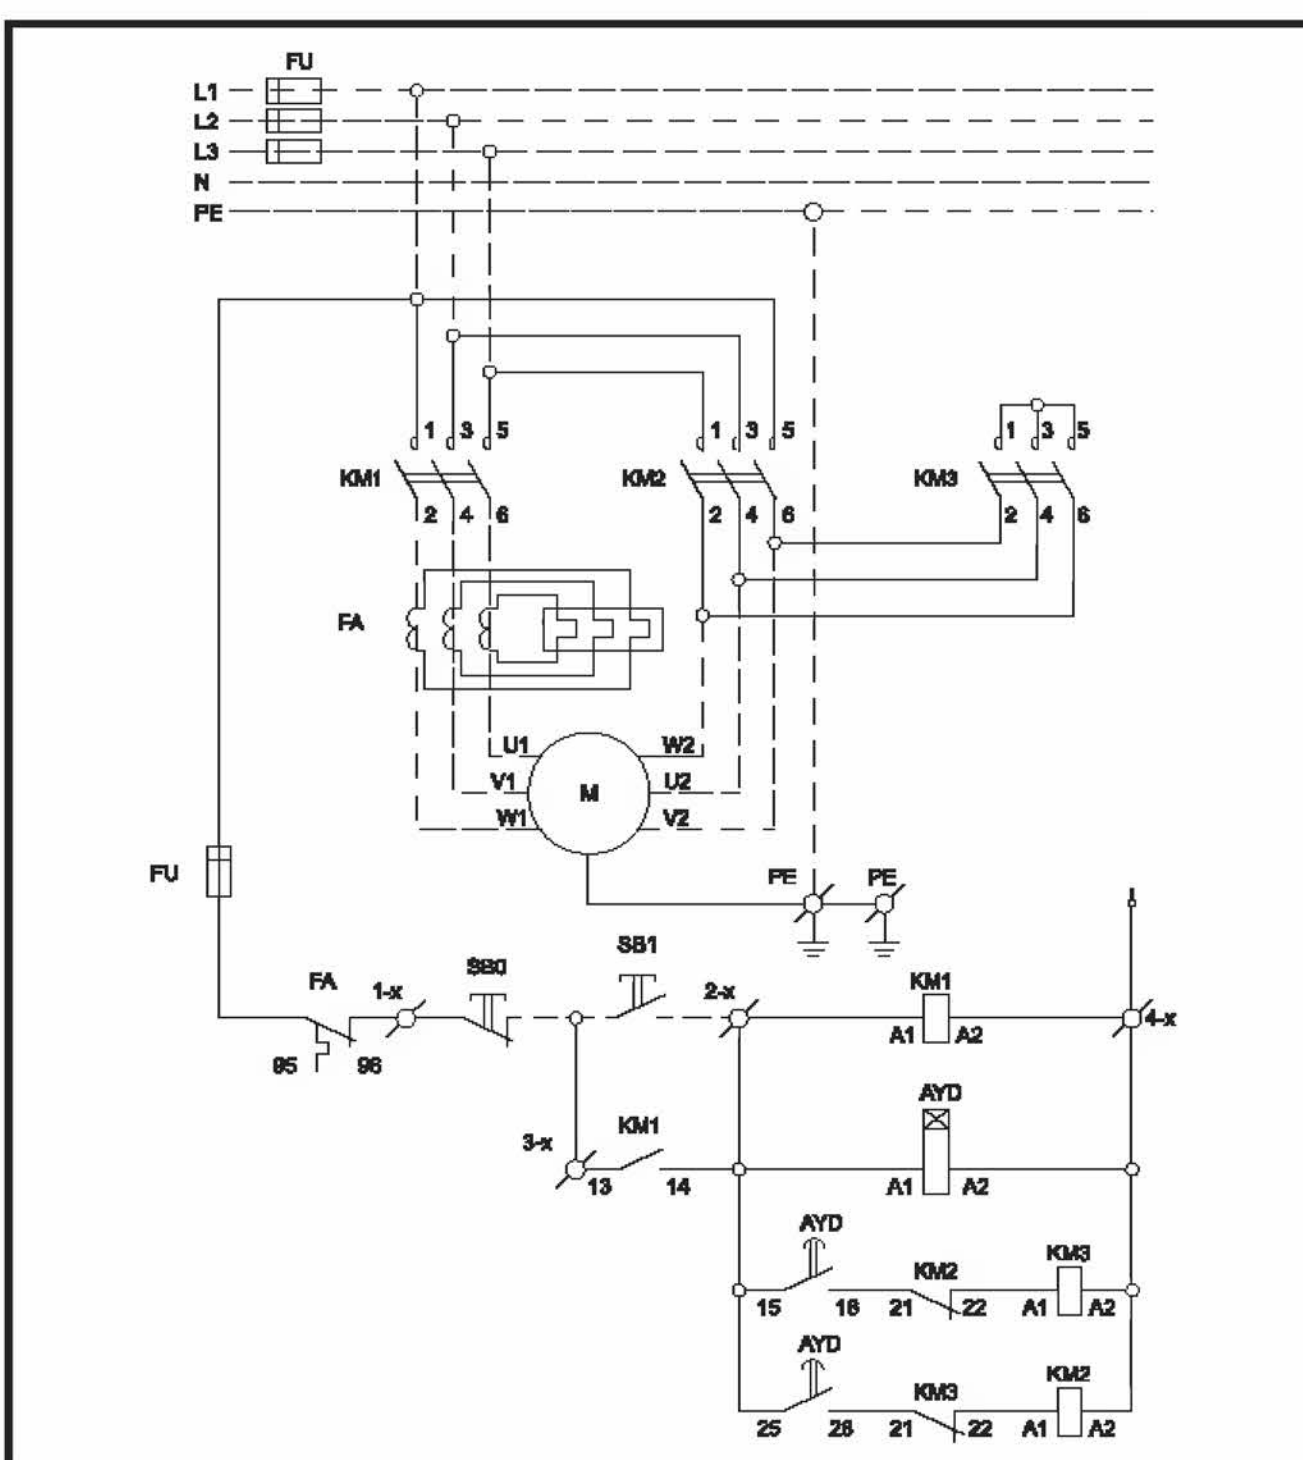 FU
L1
L2
L3
N
PE
1 3 5
1 3 5
1 3 5
KM1
KM2
KM3
2 4 6
2 4 6
2 4 6
FA
U1 W2
V1 M U2
W1 V2
FU
PE PE
SB1
SB0
FA
1-x
2-x
KM1
4-x
A1 A2
95 96
AYD
KM1
3-x
13 14
A1 A2
AYD
KM2
KM3
15 16 21 22 A1 A2
AYD
KM3
KM2
25 26 21 22 A1 A2